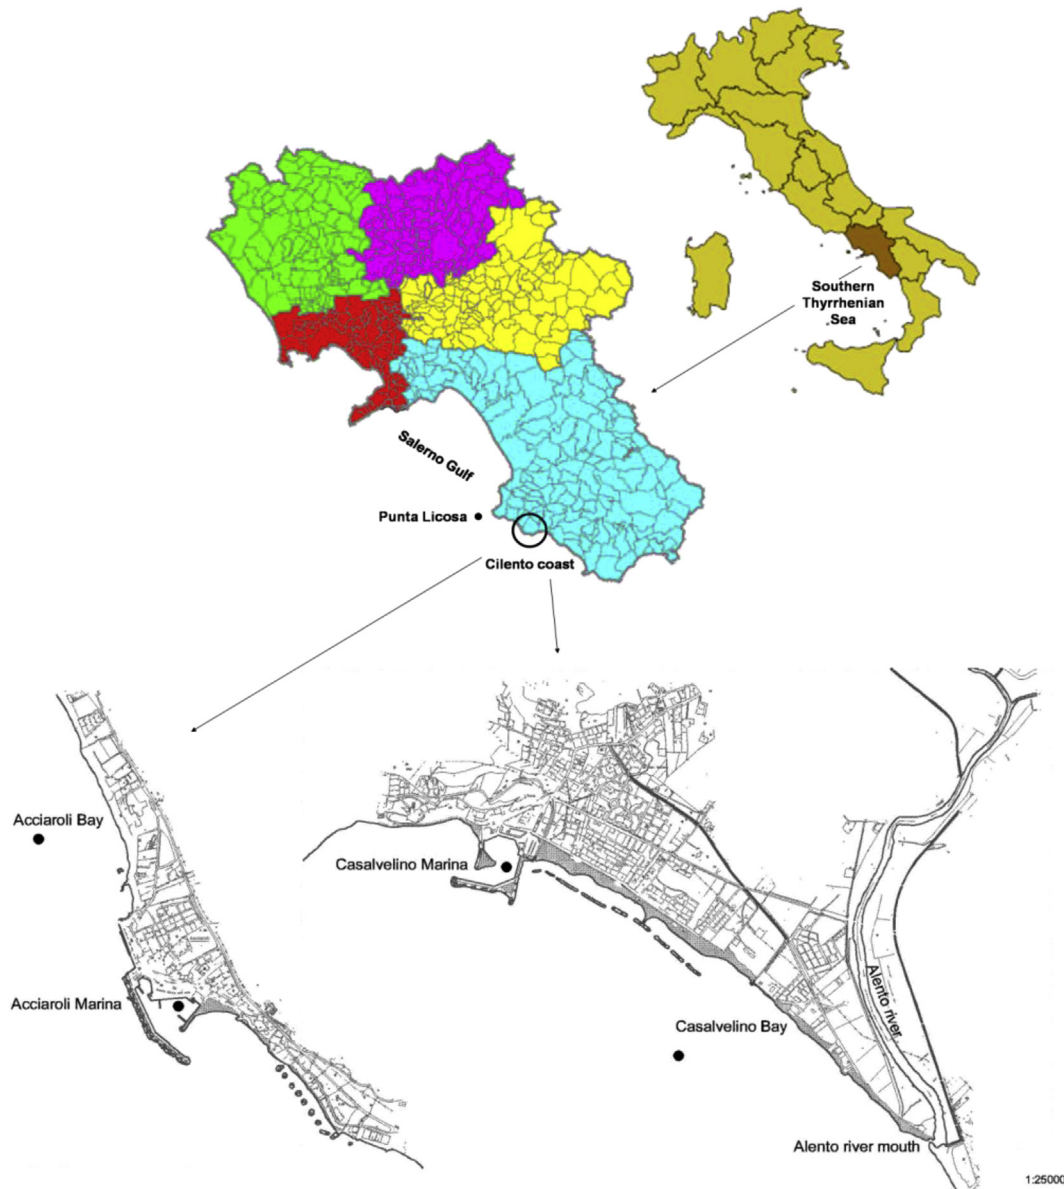 Southern
Thyrrhenian
Sea
Salerno Gulf
Punta Licosa
Cilento coast
Acciaroli Bay
Casalvelino Marina
Acciaroli Marina
Alento river
Casalvelino Bay
Alento river mouth
1:25000